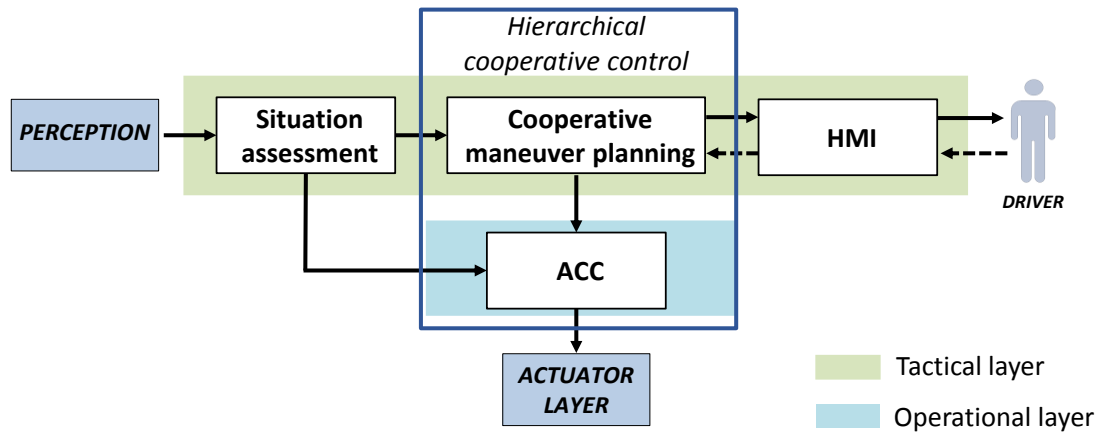 Hierarchical
cooperative control
PERCEPTION
Situation
assessment
Cooperative
maneuver planning
HMI
DRIVER
ACC
ACTUATOR
LAYER
Tactical layer
Operational layer